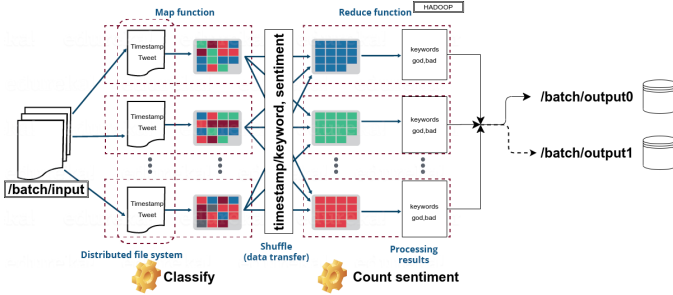 HADOOP
Map function
Reduce function
Timestamp
Tweet
keywords
god,bad
/batch/output0
Timestamp
Tweet
timestamp/keyword, sentiment
keywords
god,bad
/batch/output1
/batch/input
Timestamp
Tweet
keywords
god,bad
Distributed file system
Shuffle
(data transfer)
Processing
results
Classify
Count sentiment